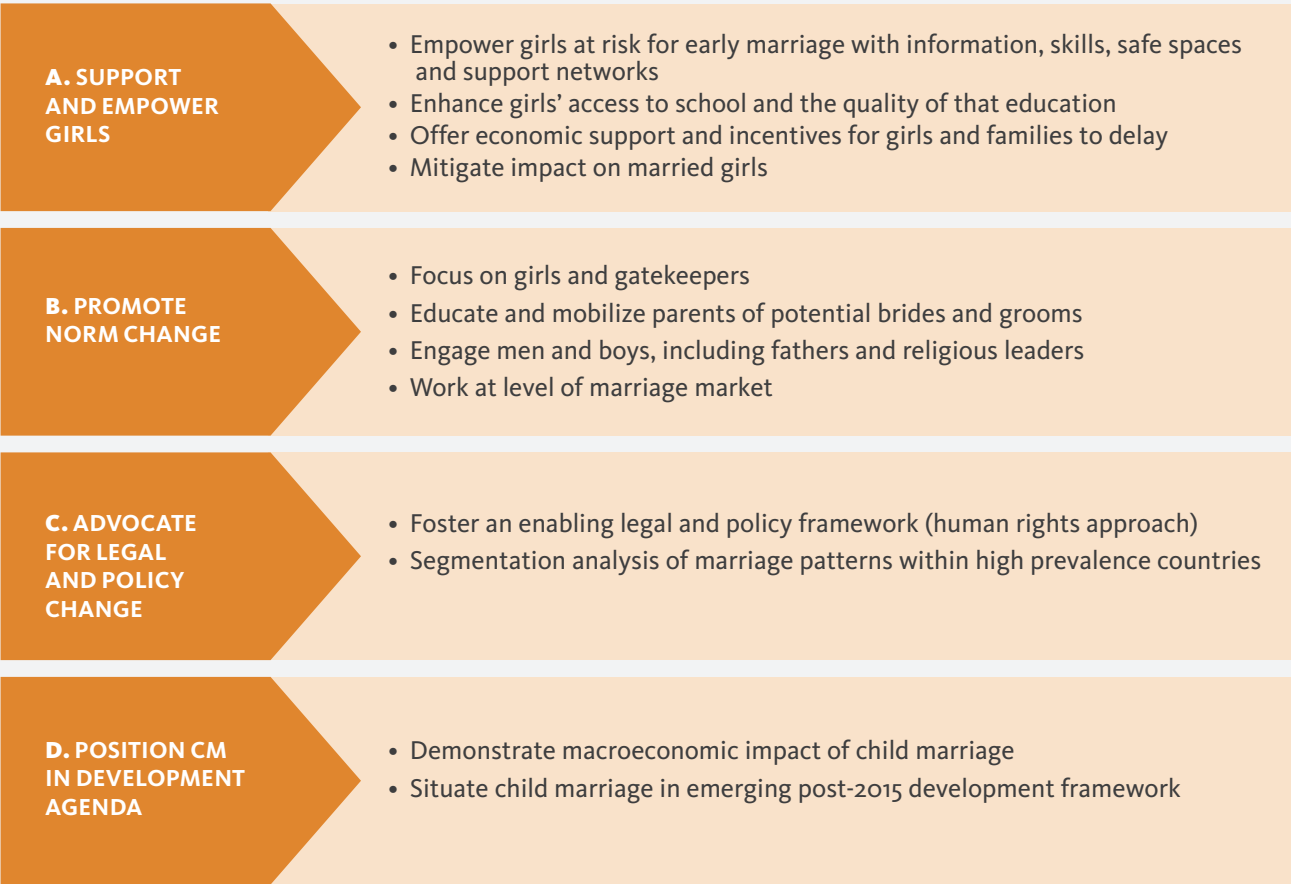 A. SUPPORT
AND EMPOWER
GIRLS
• Empower girls at risk for early marriage with information, skills, safe spaces
and support networks
• Enhance girls’ access to school and the quality of that education
• Offer economic support and incentives for girls and families to delay
• Mitigate impact on married girls
B. PROMOTE
NORM CHANGE
• Focus on girls and gatekeepers
• Educate and mobilize parents of potential brides and grooms
• Engage men and boys, including fathers and religious leaders
• Work at level of marriage market
C. ADVOCATE
FOR LEGAL
AND POLICY
CHANGE
• Foster an enabling legal and policy framework (human rights approach)
• Segmentation analysis of marriage patterns within high prevalence countries
D. POSITION CM
IN DEVELOPMENT
AGENDA
• Demonstrate macroeconomic impact of child marriage
• Situate child marriage in emerging post-2015 development framework